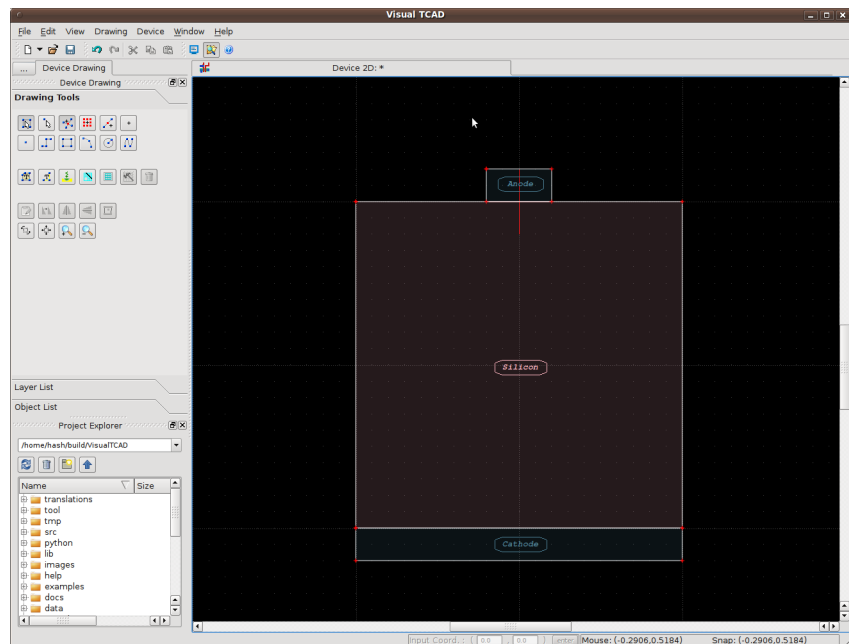 Visual TCAD
File Edit View Drawing Device Window Help
... Device Drawing
Device 2D: *
Device Drawing
Drawing Tools
Anode
Silicon
Cathode
Layer List
Object List
Project Explorer
/home/hash/build/VisualTCAD
Name Size
translations
tool
tmp
src
python
lib
images
help
examples
docs
data
Input Coord.: ( 0.0 , 0.0 ) enter Mouse: (-0.2906,0.5184) Snap: (-0.2906,0.5184)